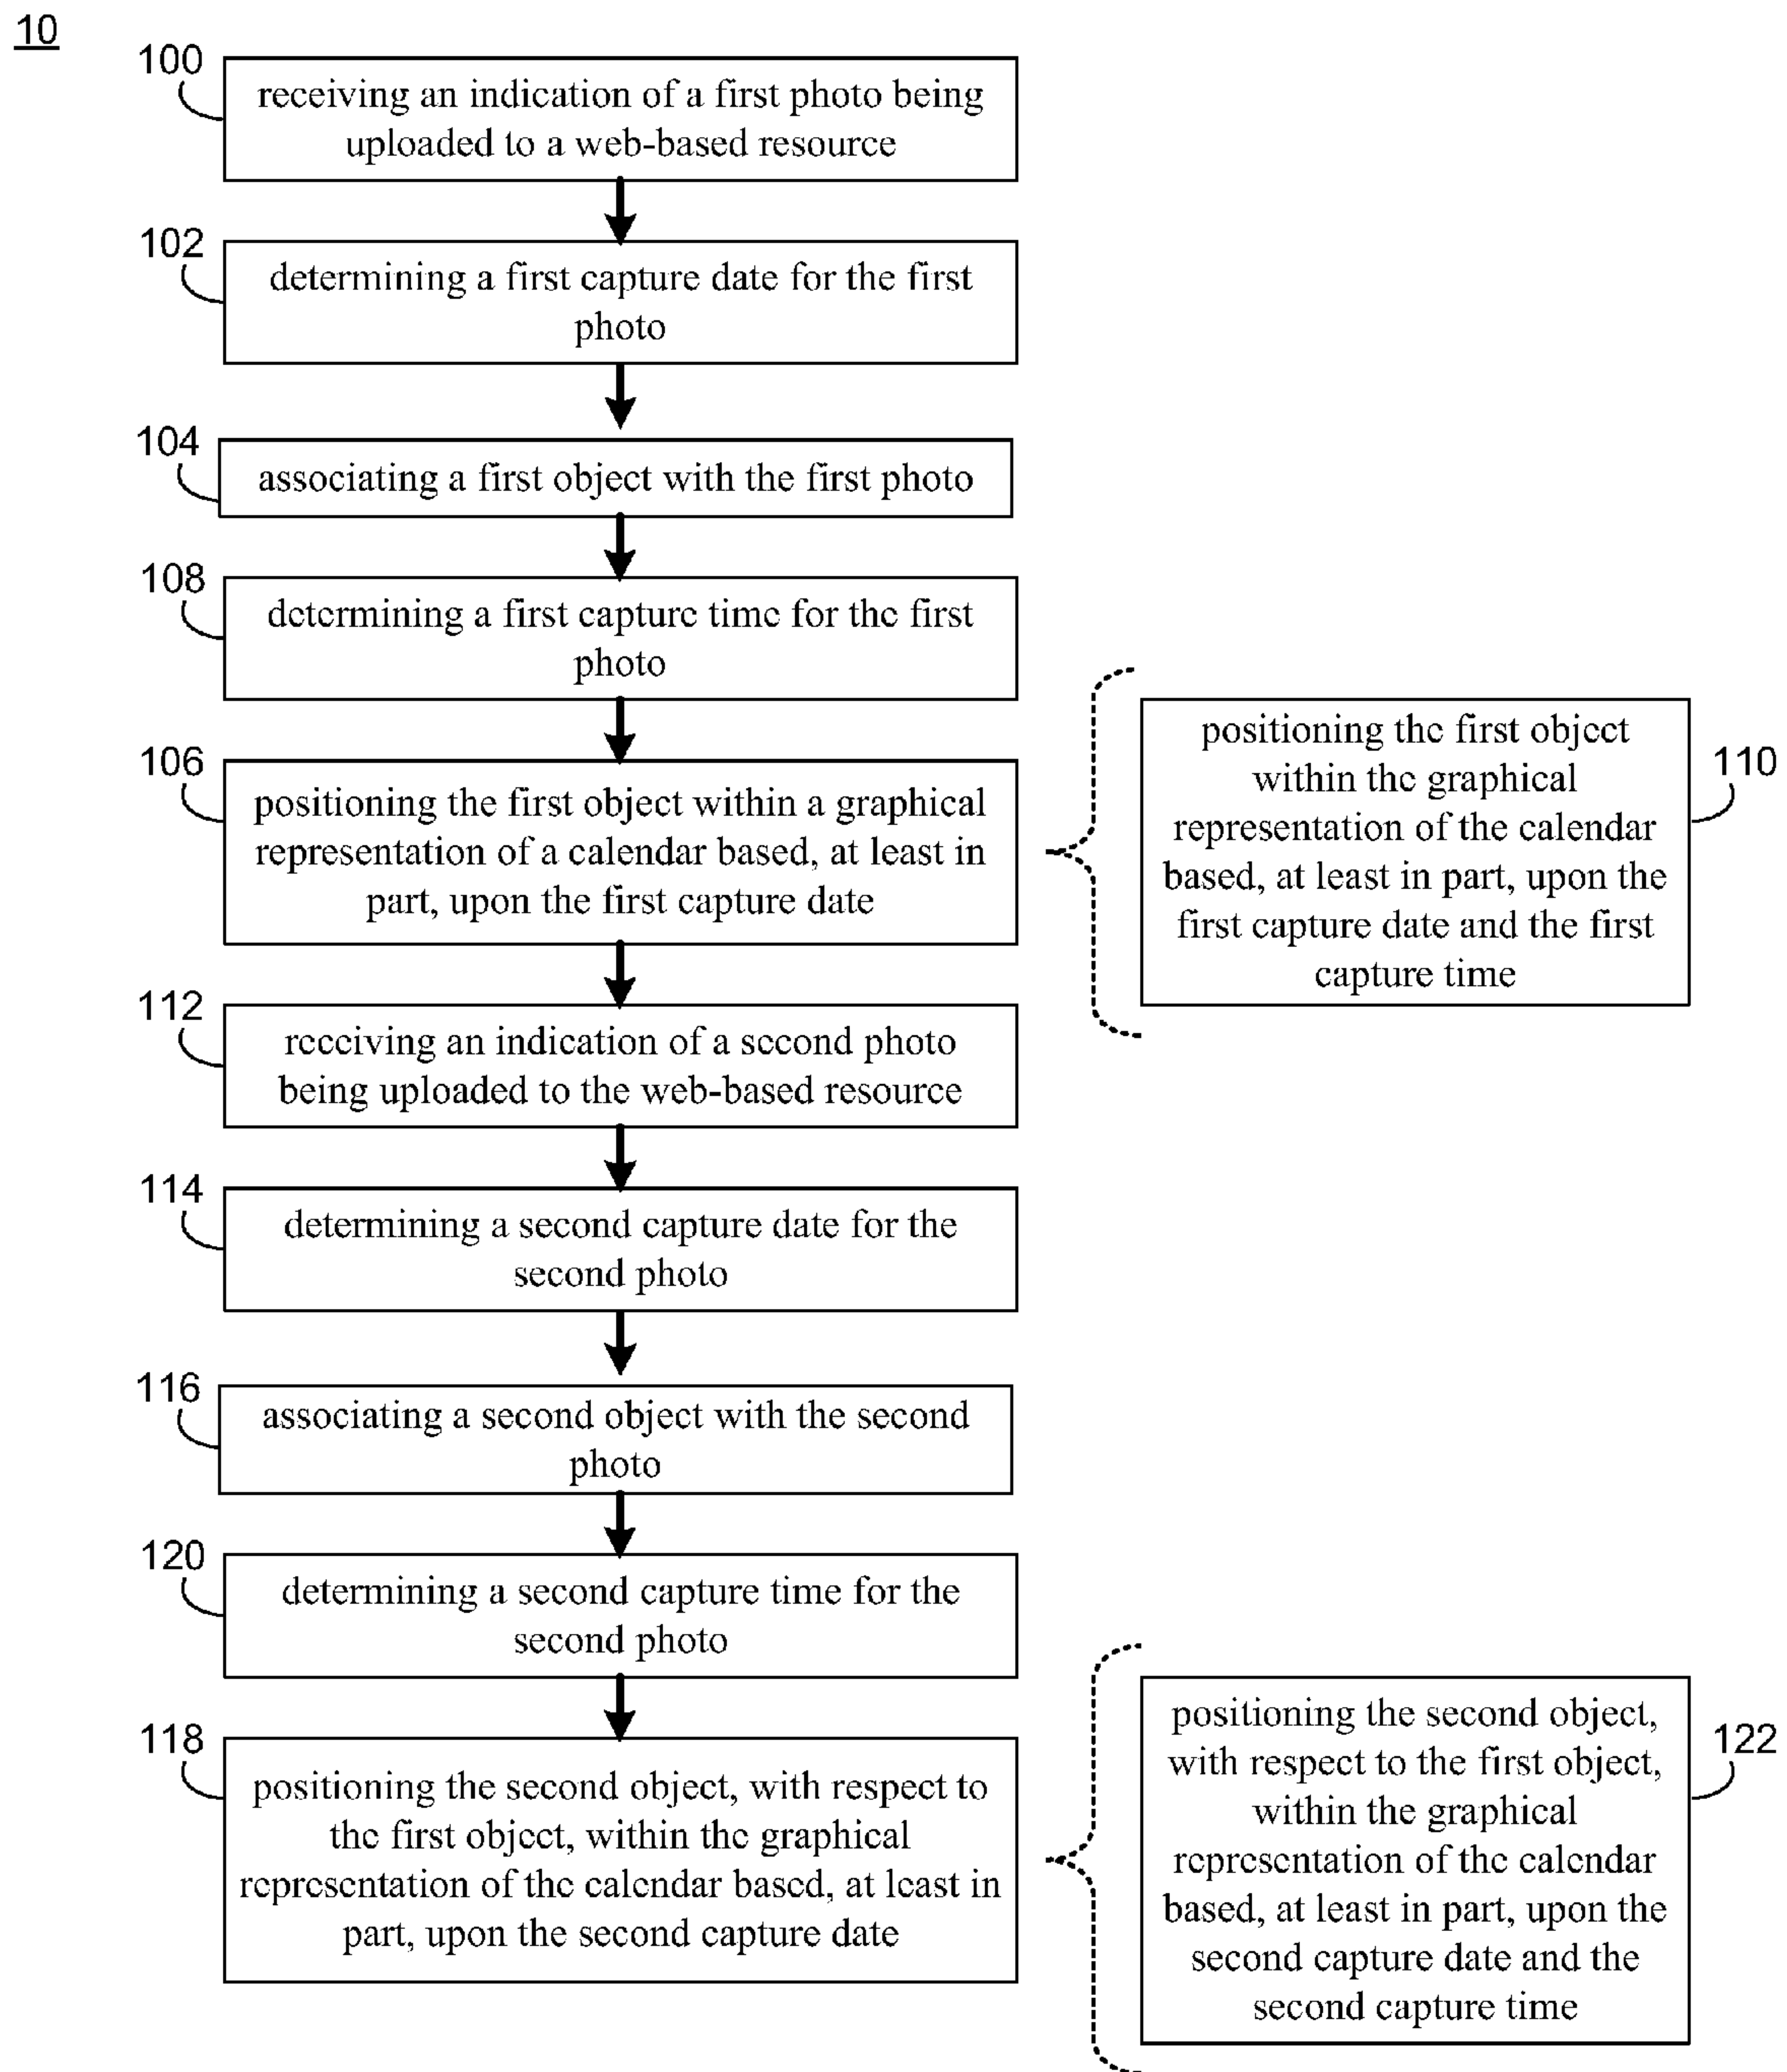 10
100
receiving an indication of a first photo being
uploaded to a web-based resource
102
determining a first capture date for the first
photo
104
associating a first object with the first photo
108
determining a first capture time for the first
photo
106
positioning the first object within a graphical
representation of a calendar based, at least in
part, upon the first capture date
110
positioning the first object
within the graphical
representation of the calendar
based, at least in part, upon the
first capture date and the first
capture time
112
receiving an indication of a second photo
being uploaded to the web-based resource
114
determining a second capture date for the
second photo
116
associating a second object with the second
photo
120
determining a second capture time for the
second photo
118
positioning the second object, with respect to
the first object, within the graphical
representation of the calendar based, at least in
part, upon the second capture date
122
positioning the second object,
with respect to the first object,
within the graphical
representation of the calendar
based, at least in part, upon the
second capture date and the
second capture time